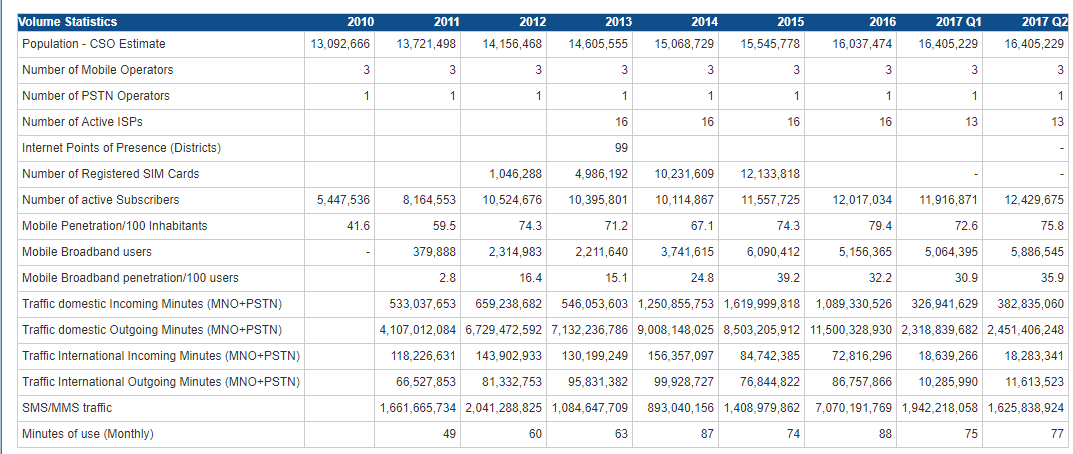 Volume Statistics 2010 2011 2012 2013 2014 2015 2016 2017 Q1 2017 Q2
Population - CSO Estimate 13,092,666 13,721,498 14,156,468 14,605,555 15,068,729 15,545,778 16,037,474 16,405,229 16,405,229
Number of Mobile Operators 3 3 3 3 3 3 3 3 3
Number of PSTN Operators 1 1 1 1 1 1 1 1 1
Number of Active ISPs 16 16 16 16 13 13
Internet Points of Presence (Districts) 99 -
Number of Registered SIM Cards 1,046,288 4,986,192 10,231,609 12,133,818 - -
Number of active Subscribers 5,447,536 8,164,553 10,524,676 10,395,801 10,114,867 11,557,725 12,017,034 11,916,871 12,429,675
Mobile Penetration/100 Inhabitants 41.6 59.5 74.3 71.2 67.1 74.3 79.4 72.6 75.8
Mobile Broadband users - 379,888 2,314,983 2,211,640 3,741,615 6,090,412 5,156,365 5,064,395 5,886,545
Mobile Broadband penetration/100 users 2.8 16.4 15.1 24.8 39.2 32.2 30.9 35.9
Traffic domestic Incoming Minutes (MNO+PSTN) 533,037,653 659,238,682 546,053,603 1,250,855,753 1,619,999,818 1,089,330,526 326,941,629 382,835,060
Traffic domestic Outgoing Minutes (MNO+PSTN) 4,107,012,084 6,729,472,592 7,132,236,786 9,008,148,025 8,503,205,912 11,500,328,930 2,318,839,682 2,451,406,248
Traffic International Incoming Minutes (MNO+PSTN) 118,226,631 143,902,933 130,199,249 156,357,097 84,742,385 72,816,296 18,639,266 18,283,341
Traffic International Outgoing Minutes (MNO+PSTN) 66,527,853 81,332,753 95,831,382 99,928,727 76,844,822 86,757,866 10,285,990 11,613,523
SMS/MMS traffic 1,661,665,734 2,041,288,825 1,084,647,709 893,040,156 1,408,979,862 7,070,191,769 1,942,218,058 1,625,838,924
Minutes of use (Monthly) 49 60 63 87 74 88 75 77